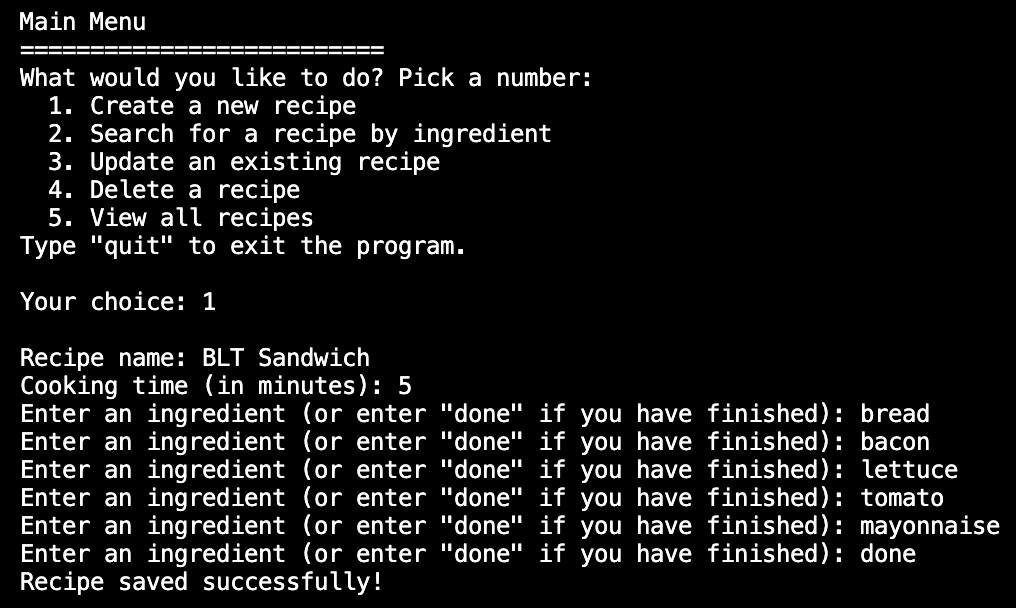 Main Menu
==========================
What would you like to do? Pick a number:
  1. Create a new recipe
  2. Search for a recipe by ingredient
  3. Update an existing recipe
  4. Delete a recipe
  5. View all recipes
Type "quit" to exit the program.

Your choice: 1

Recipe name: BLT Sandwich
Cooking time (in minutes): 5
Enter an ingredient (or enter "done" if you have finished): bread
Enter an ingredient (or enter "done" if you have finished): bacon
Enter an ingredient (or enter "done" if you have finished): lettuce
Enter an ingredient (or enter "done" if you have finished): tomato
Enter an ingredient (or enter "done" if you have finished): mayonnaise
Enter an ingredient (or enter "done" if you have finished): done
Recipe saved successfully!